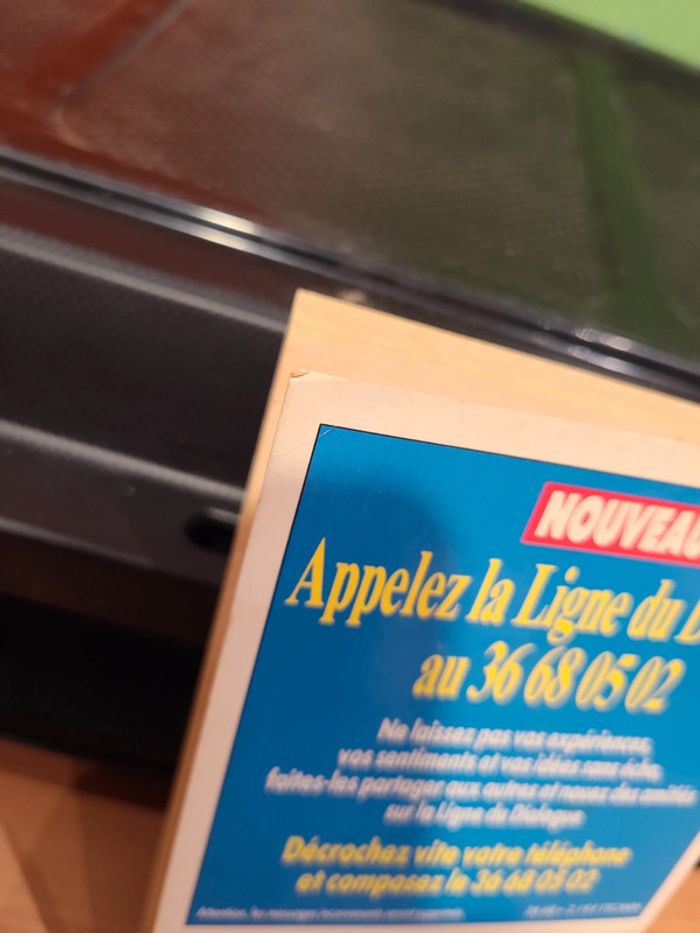 NOUVEAU
Appelez la Ligne du
au 36 68 05 02
Ne laissez pas vos expériences,
vos sentiments et vos idées sans écho,
faites-les partager aux autres et nouez des amitiés
sur la Ligne du Dialogue
Décrochez vite votre téléphone
et composez le 36 68 05 02